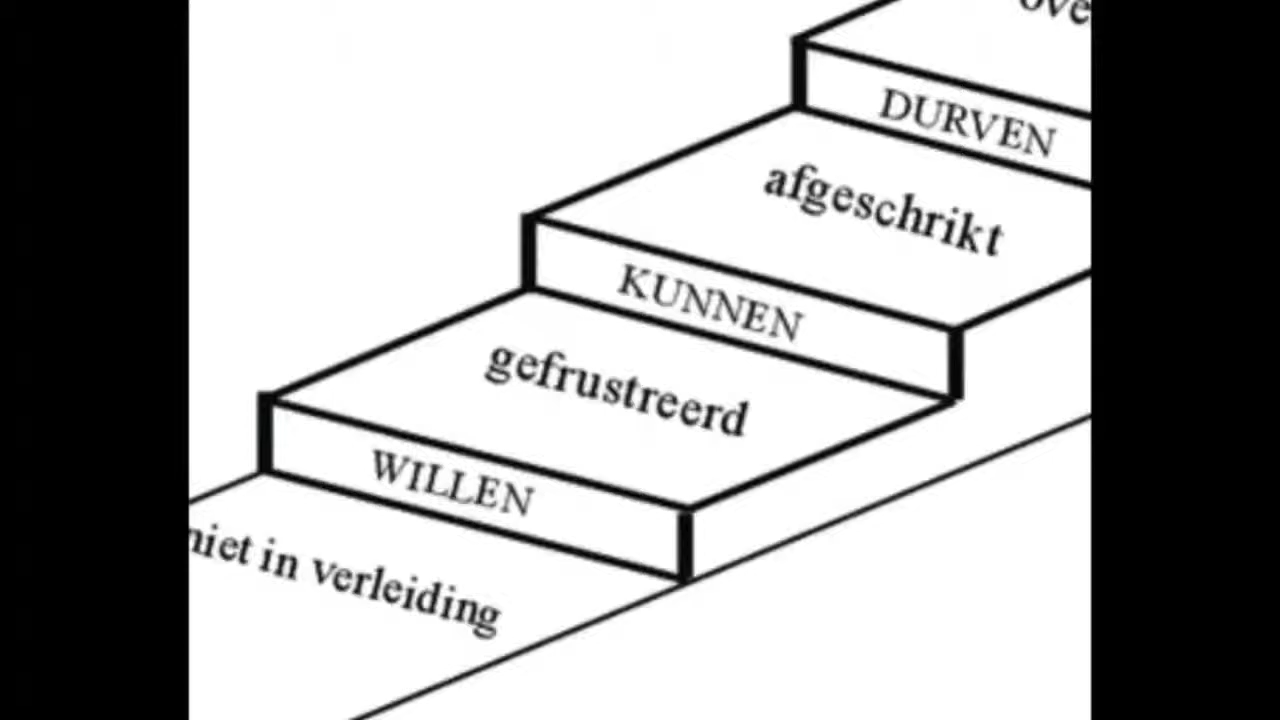 DURVEN
afgeschrikt
KUNNEN
gefrustreerd
WILLEN
niet in verleiding